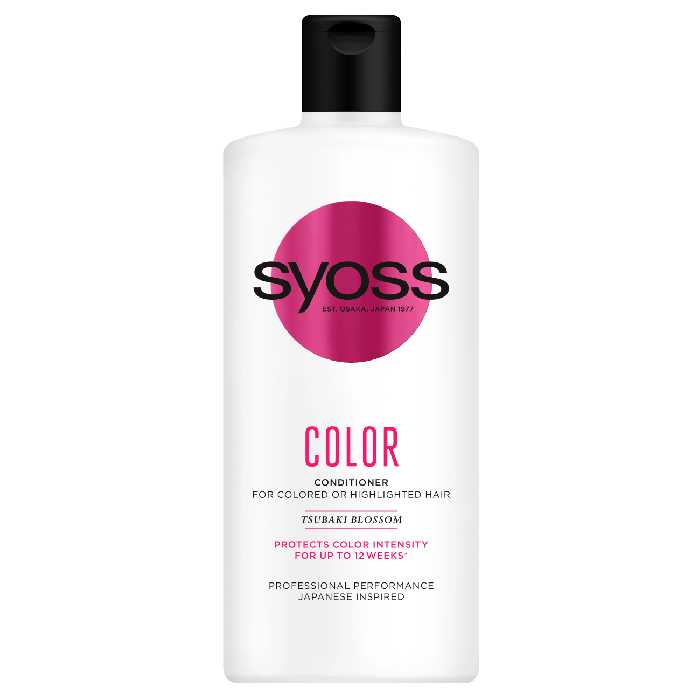 syoss
EST. OSAKA, JAPAN 1977
COLOR
CONDITIONER
FOR COLORED OR HIGHLIGHTED HAIR
TSUBAKI BLOSSOM
PROTECTS COLOR INTENSITY
FOR UP TO 12 WEEKS*
PROFESSIONAL PERFORMANCE
JAPANESE INSPIRED